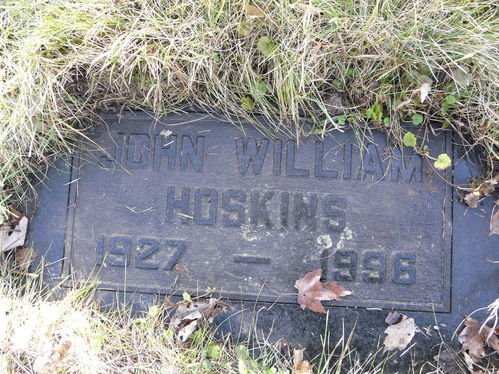 JOHN WILLIAM
HOSKINS
1927 — 1996